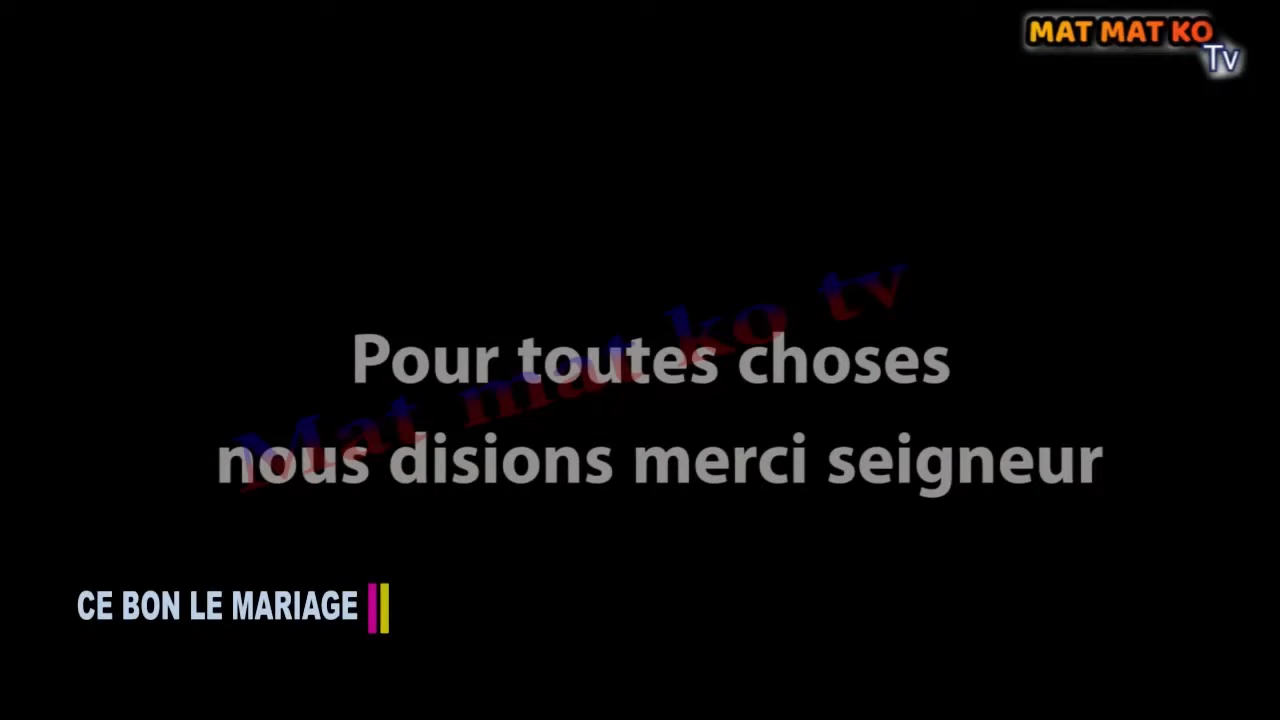 MAT MAT KO
Tv
Mat mat ko tv
Pour toutes choses
nous disions merci seigneur
CE BON LE MARIAGE